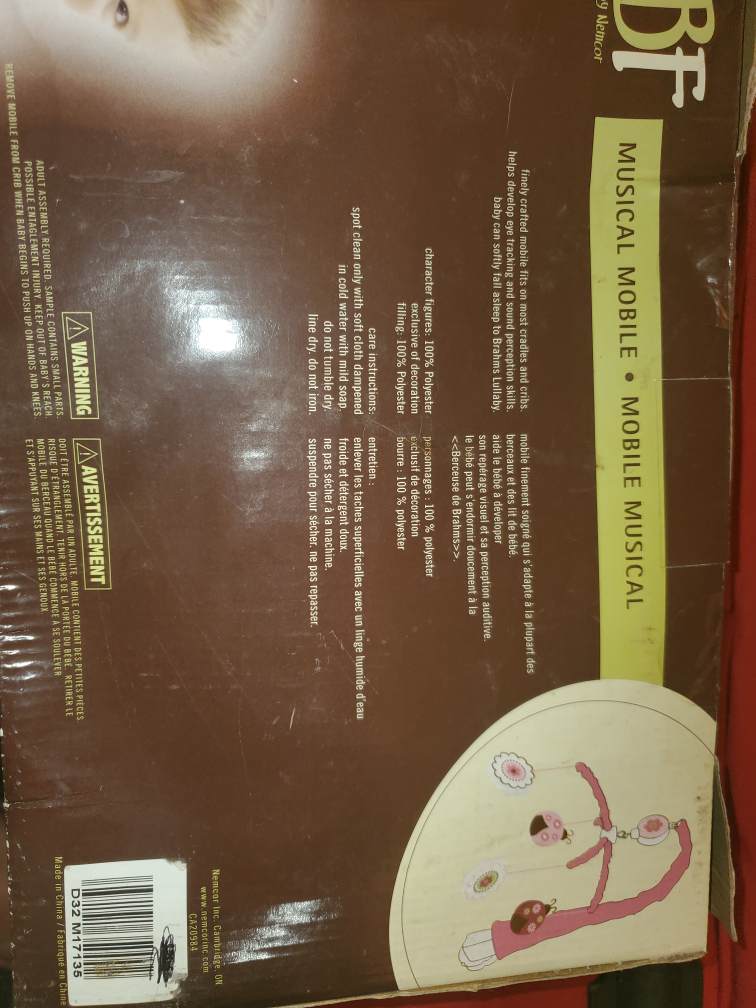 BF
by Nemcor
MUSICAL MOBILE • MOBILE MUSICAL
finely crafted mobile fits on most cradles and cribs.
helps develop eye tracking and sound perception skills.
baby can softly fall asleep to Brahms Lullaby.
character figures: 100% Polyester
exclusive of decoration
filling: 100% Polyester
care instructions:
spot clean only with soft cloth dampened
in cold water with mild soap,
do not tumble dry.
line dry. do not iron.
mobile finement soigné qui s'adapte à la plupart des
berceaux et des lit de bébé.
aide le bébé à développer
son repérage visuel et sa perception auditive.
le bébé peut s'endormir doucement à la
<<Berceuse de Brahms>>.
personnages : 100 % polyester
exclusif de décoration
bourre : 100 % polyester
entretien :
enlever les taches superficielles avec un linge humide d'eau
froide et détergent doux.
ne pas sécher à la machine.
suspendre pour sécher. ne pas repasser.
WARNING
ADULT ASSEMBLY REQUIRED. SAMPLE CONTAINS SMALL PARTS.
POSSIBLE ENTAGLEMENT INJURY. KEEP OUT OF BABY'S REACH.
REMOVE MOBILE FROM CRIB WHEN BABY BEGINS TO PUSH UP ON HANDS AND KNEES.
AVERTISSEMENT
DOIT ÊTRE ASSEMBLÉ PAR UN ADULTE. MOBILE CONTIENT DES PETITES PIÈCES.
RISQUE D'ÉTRANGLEMENT. TENIR HORS DE LA PORTÉE DU BÉBÉ. RETIRER LE
MOBILE DU BERCEAU QUAND LE BÉBÉ COMMENCE À SE SOULEVER
ET S'APPUYANT SUR SES MAINS ET SES GENOUX
Nemcor Inc. Cambridge, ON
www.nemcorinc.com
CA20984
D32 M17135
Made in China / Fabriqué en Chine